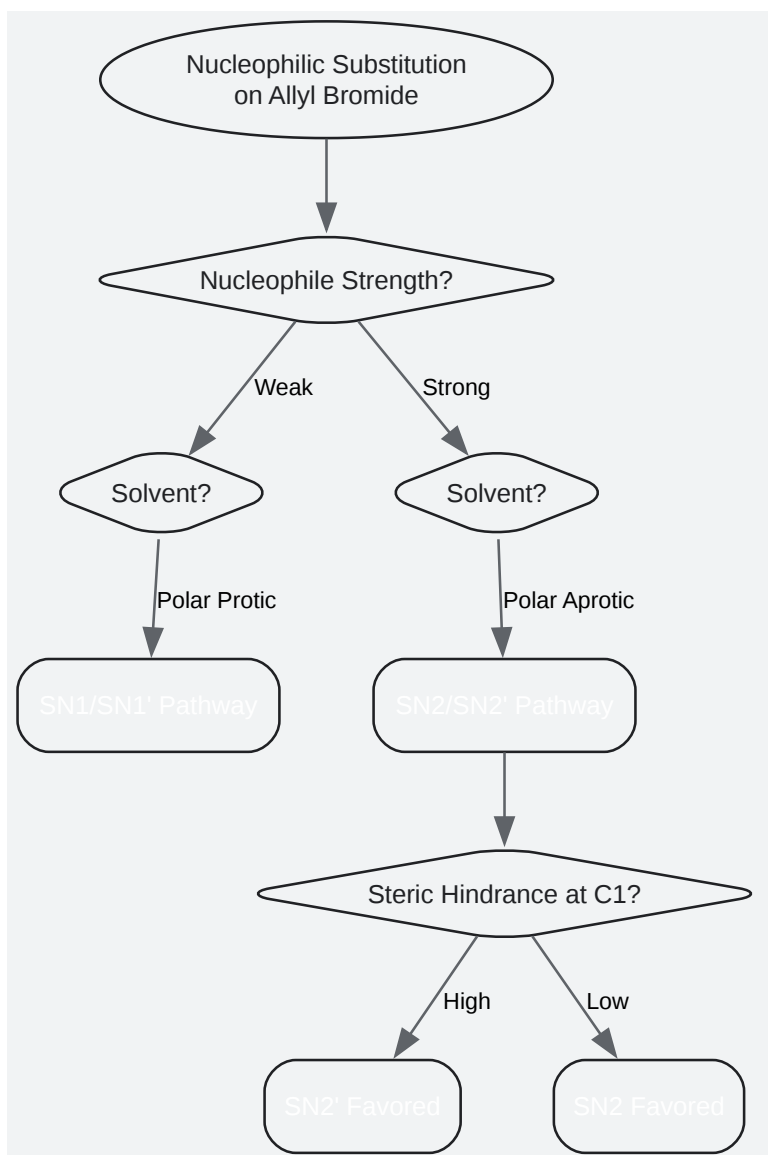 Nucleophilic Substitution
on Allyl Bromide
Nucleophile Strength?
Weak
Strong
Solvent?
Solvent?
Polar Protic
Polar Aprotic
SN1/SN1' Pathway
SN2/SN2' Pathway
Steric Hindrance at C1?
High
Low
SN2' Favored
SN2 Favored